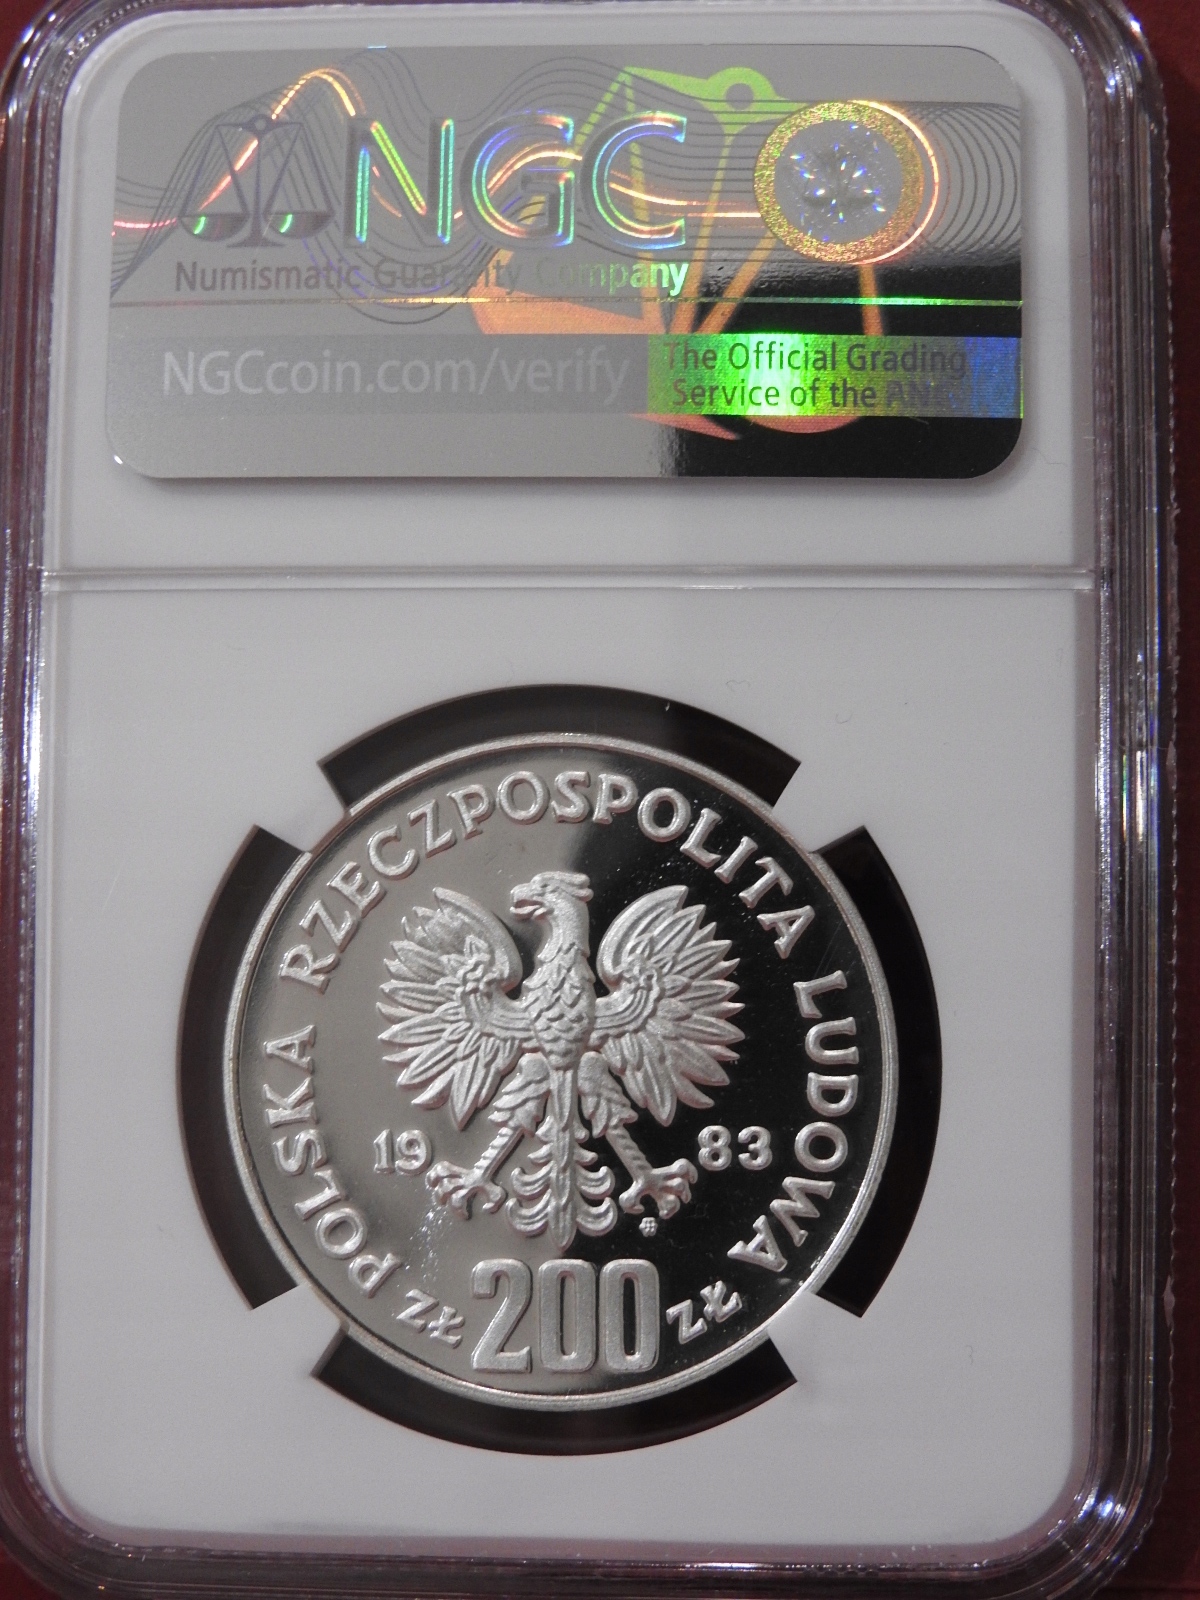 NGC
Numismatic Guaranty Company
NGCcoin.com/verify
The Official Grading
Service of the ANA
POLSKA RZECZPOSPOLITA LUDOWA
19 83
zł 200 zł